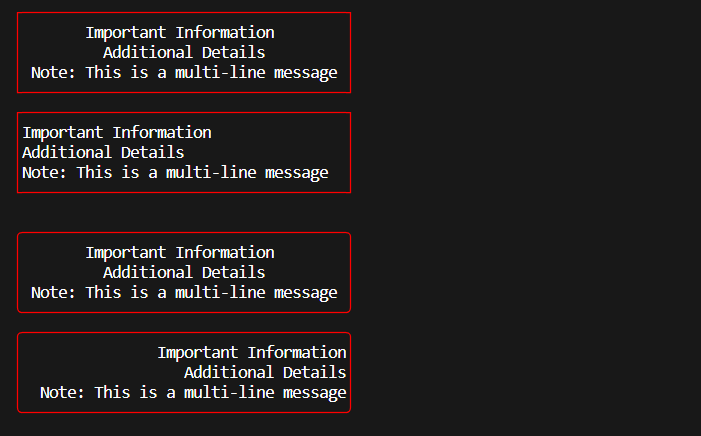 Important Information
Additional Details
Note: This is a multi-line message
Important Information
Additional Details
Note: This is a multi-line message
Important Information
Additional Details
Note: This is a multi-line message
Important Information
Additional Details
Note: This is a multi-line message